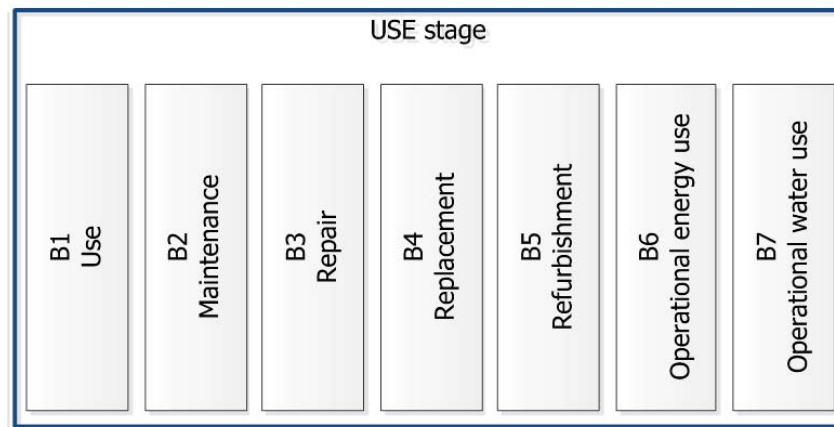 USE stage
B1
Use
B2
Maintenance
B3
Repair
B4
Replacement
B5
Refurbishment
B6
Operational energy use
B7
Operational water use